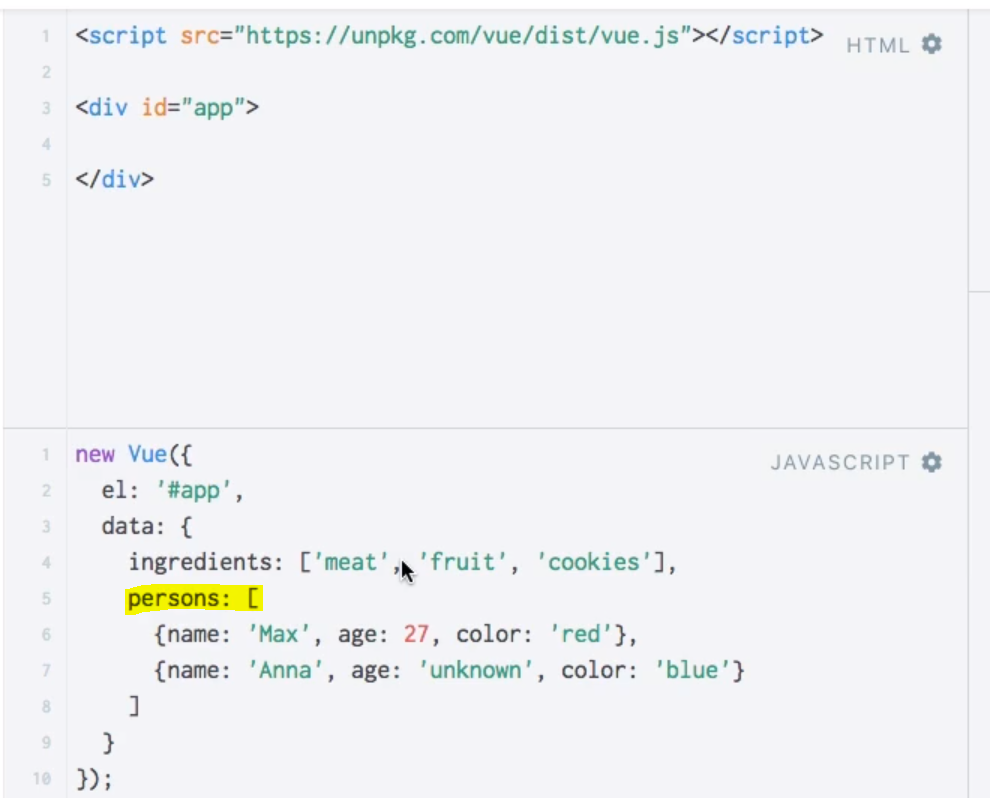 1 <script src="https://unpkg.com/vue/dist/vue.js"></script> HTML
2
3 <div id="app">
4
5 </div>
1 new Vue({ JAVASCRIPT
2   el: '#app',
3   data: {
4     ingredients: ['meat', 'fruit', 'cookies'],
5     persons: [
6       {name: 'Max', age: 27, color: 'red'},
7       {name: 'Anna', age: 'unknown', color: 'blue'}
8     ]
9   }
10 });